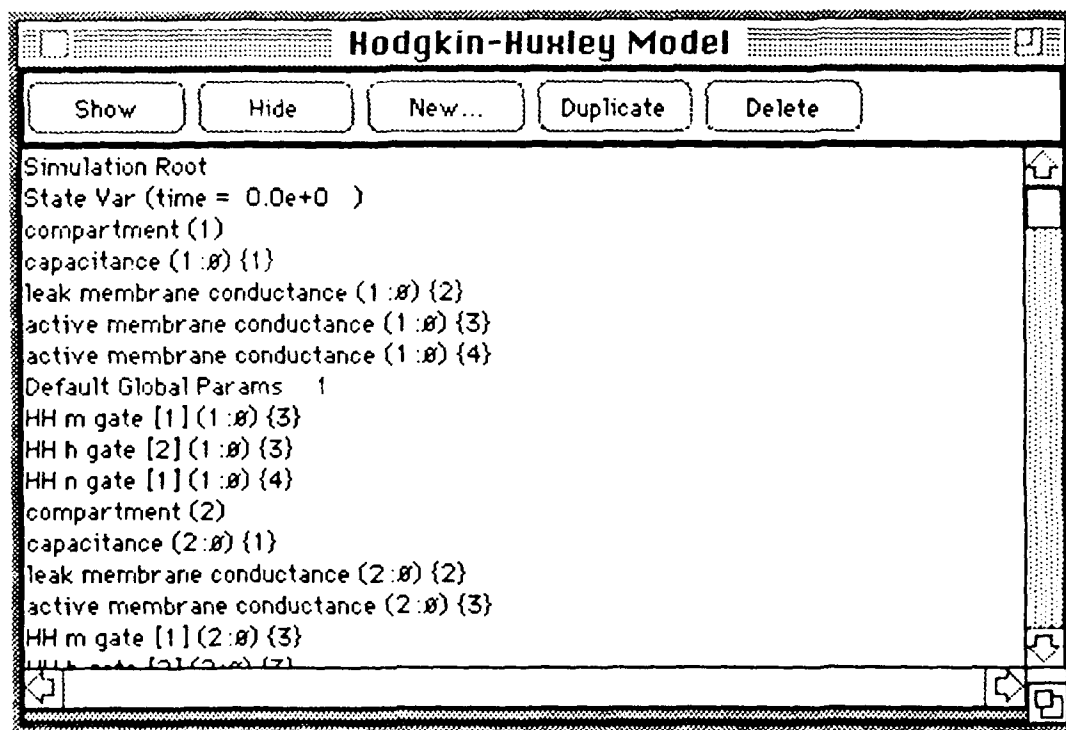 Hodgkin-Huxley Model
Show Hide New... Duplicate Delete
Simulation Root
State Var (time = 0.0e+0 )
compartment (1)
capacitance (1:ø) {1}
leak membrane conductance (1:ø) {2}
active membrane conductance (1:ø) {3}
active membrane conductance (1:ø) {4}
Default Global Params 1
HH m gate [1] (1:ø) {3}
HH h gate [2] (1:ø) {3}
HH n gate [1] (1:ø) {4}
compartment (2)
capacitance (2:ø) {1}
leak membrane conductance (2:ø) {2}
active membrane conductance (2:ø) {3}
HH m gate [1] (2:ø) {3}